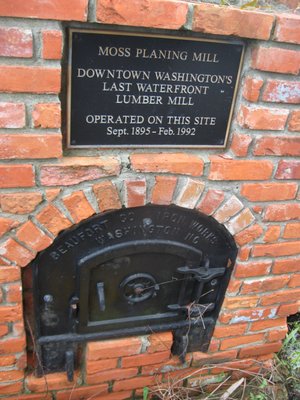 MOSS PLANING MILL
DOWNTOWN WASHINGTON'S
LAST WATERFRONT
LUMBER MILL
OPERATED ON THIS SITE
Sept. 1895 - Feb. 1992
BEAUFORT CO IRON WORKS
WASHINGTON NC